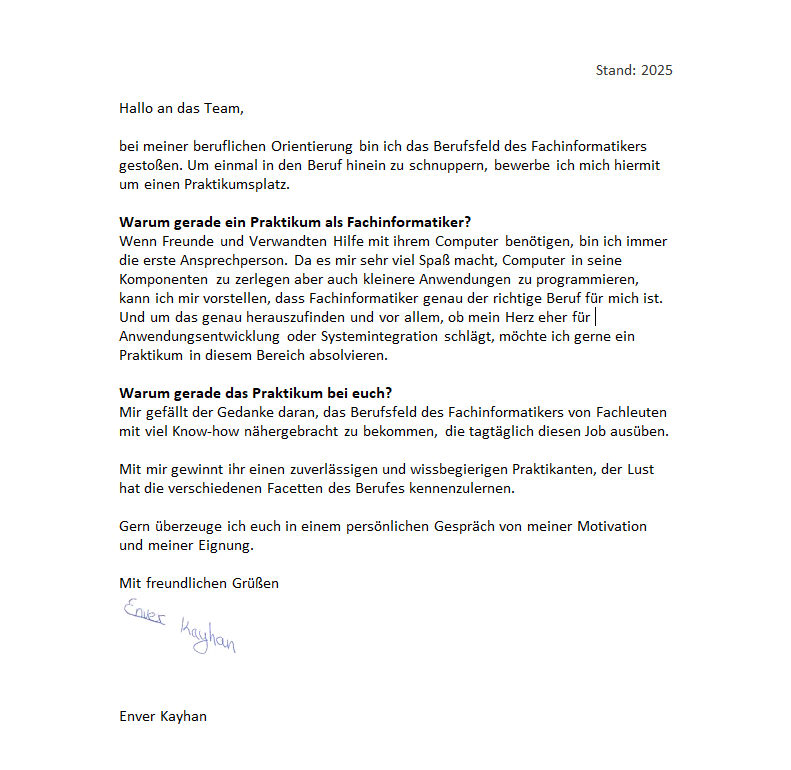 Stand: 2025
Hallo an das Team,
bei meiner beruflichen Orientierung bin ich das Berufsfeld des Fachinformatikers
gestoßen. Um einmal in den Beruf hinein zu schnuppern, bewerbe ich mich hiermit
um einen Praktikumsplatz.
Warum gerade ein Praktikum als Fachinformatiker?
Wenn Freunde und Verwandten Hilfe mit ihrem Computer benötigen, bin ich immer
die erste Ansprechperson. Da es mir sehr viel Spaß macht, Computer in seine
Komponenten zu zerlegen aber auch kleinere Anwendungen zu programmieren,
kann ich mir vorstellen, dass Fachinformatiker genau der richtige Beruf für mich ist.
Und um das genau herauszufinden und vor allem, ob mein Herz eher für
Anwendungsentwicklung oder Systemintegration schlägt, möchte ich gerne ein
Praktikum in diesem Bereich absolvieren.
Warum gerade das Praktikum bei euch?
Mir gefällt der Gedanke daran, das Berufsfeld des Fachinformatikers von Fachleuten
mit viel Know-how nähergebracht zu bekommen, die tagtäglich diesen Job ausüben.
Mit mir gewinnt ihr einen zuverlässigen und wissbegierigen Praktikanten, der Lust
hat die verschiedenen Facetten des Berufes kennenzulernen.
Gern überzeuge ich euch in einem persönlichen Gespräch von meiner Motivation
und meiner Eignung.
Mit freundlichen Grüßen
Enver Kayhan
Enver Kayhan